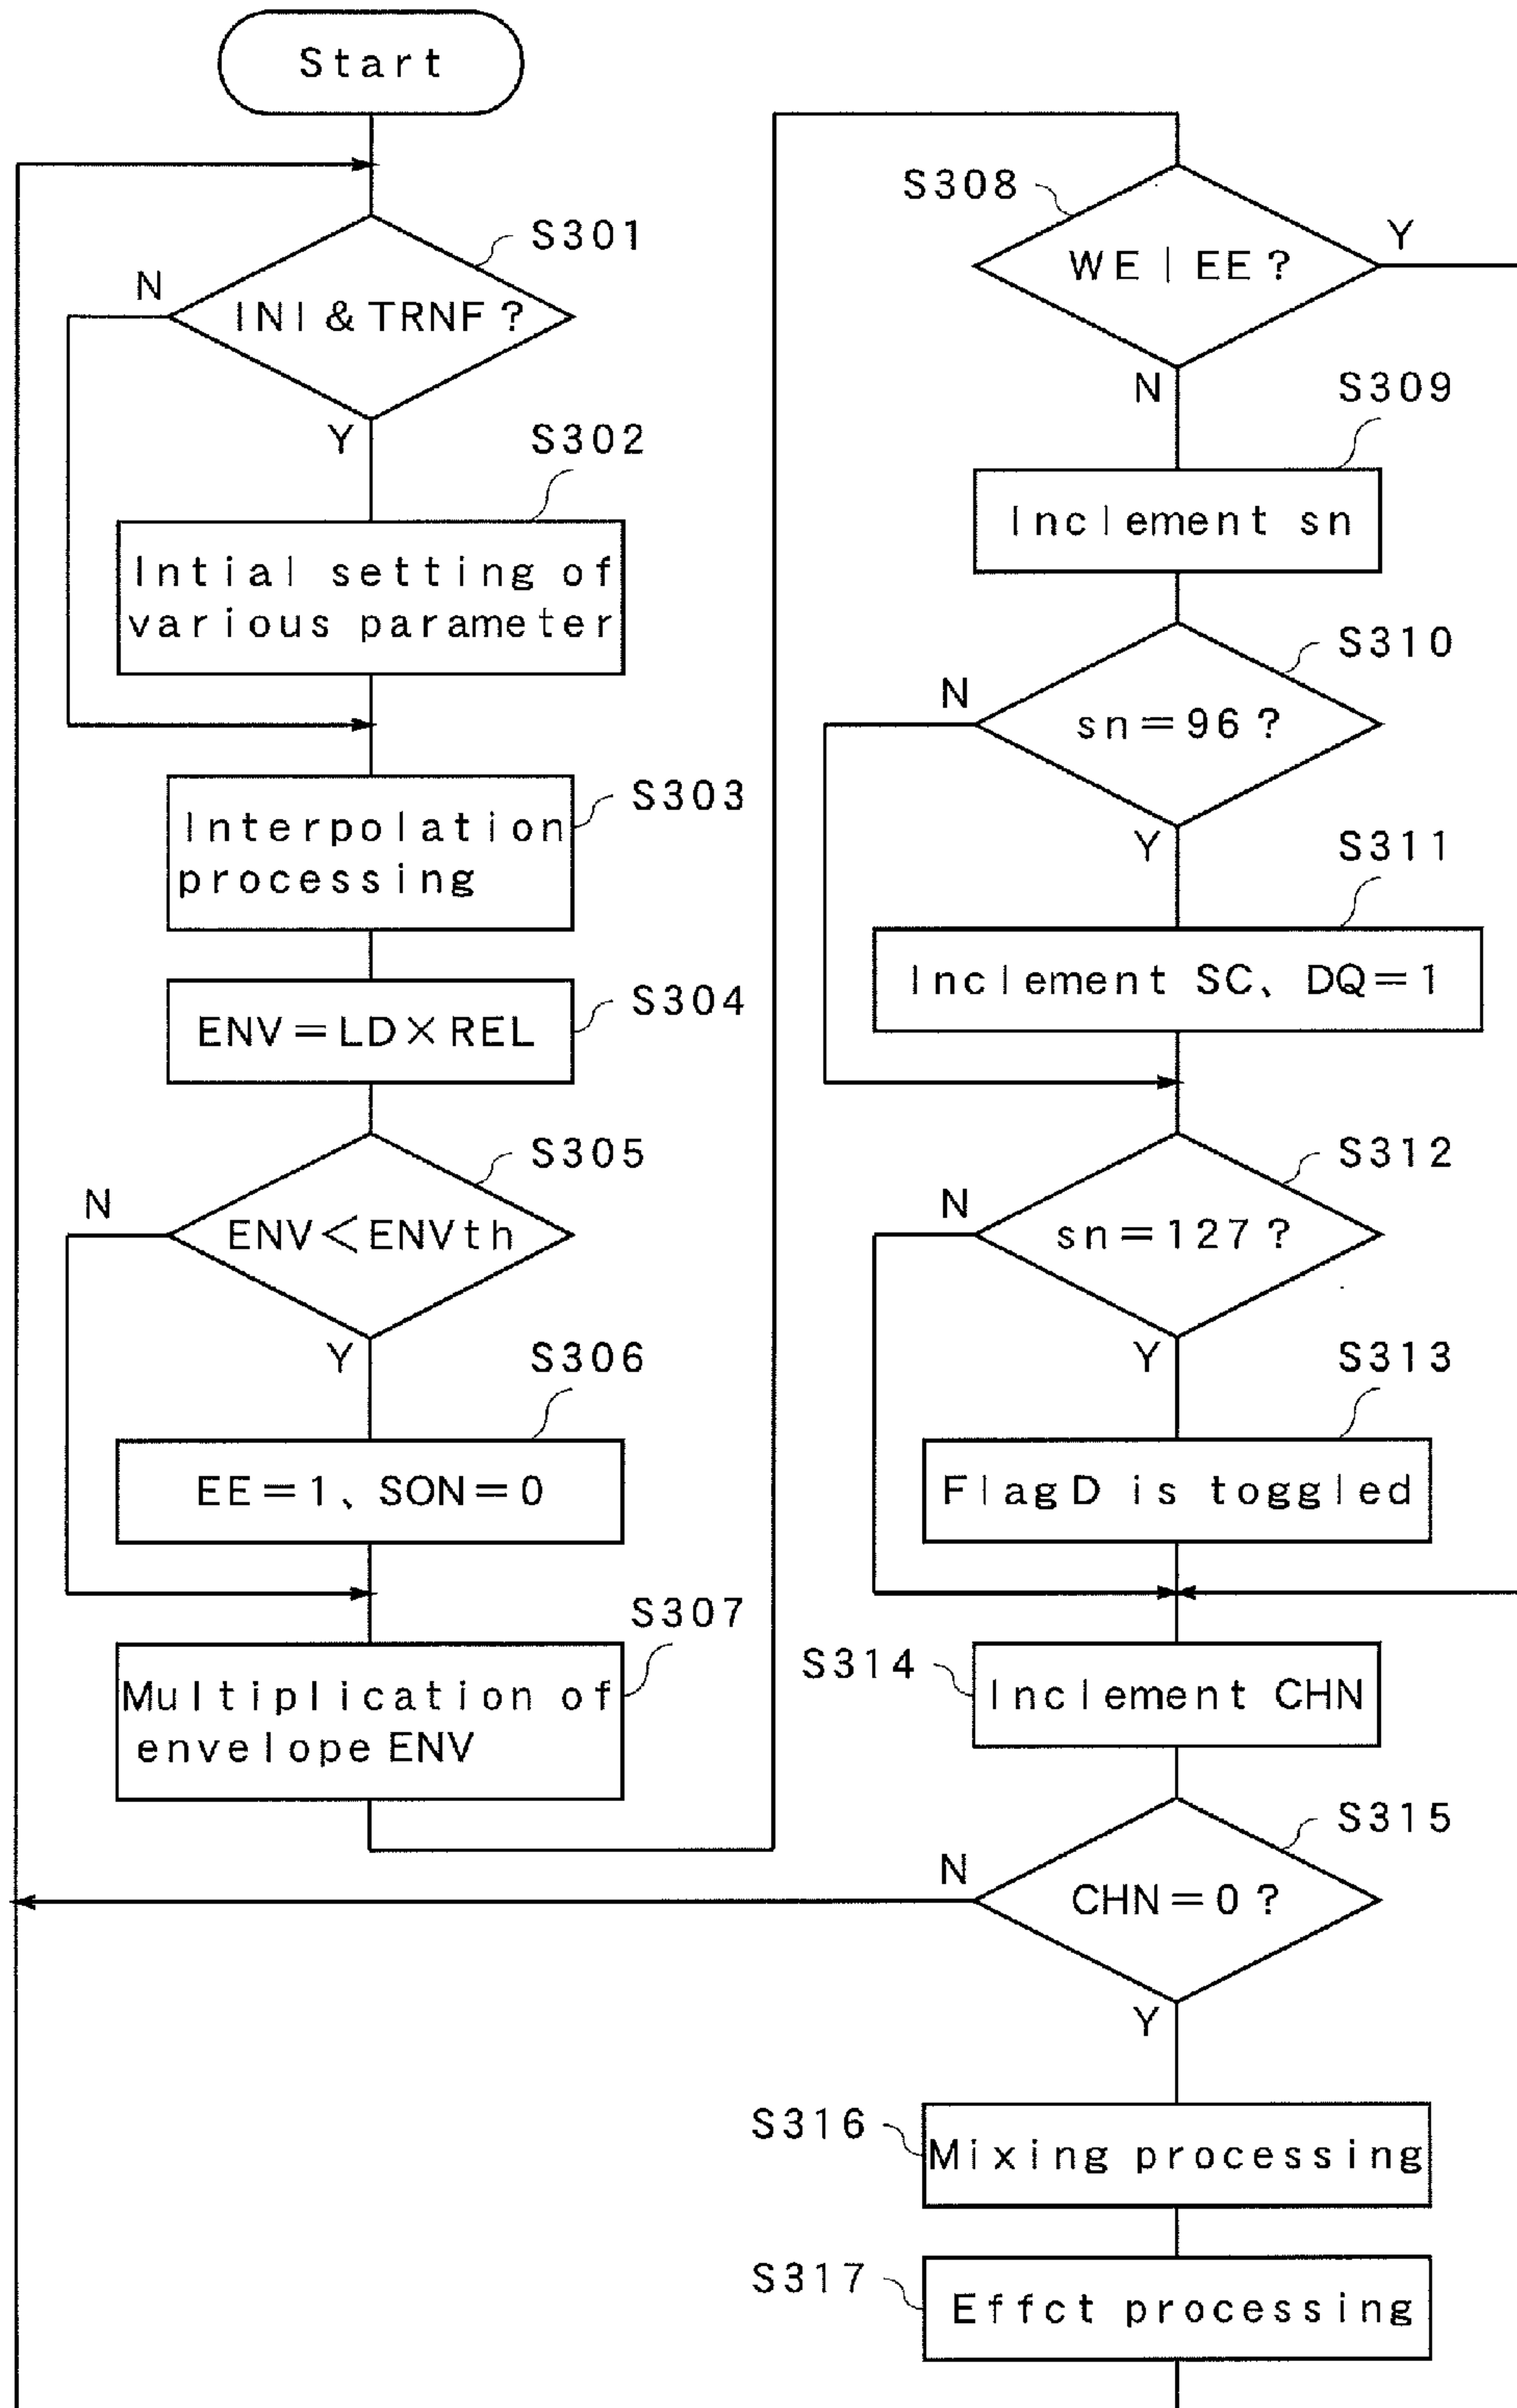 Start
S301
N
INI & TRNF ?
Y
S302
Intial setting of
various parameter
S303
Interpolation
processing
S304
ENV=LD×REL
S305
N
ENV<ENVth
Y
S306
EE=1、SON=0
S307
Multiplication of
envelope ENV
S308
Y
WE | EE ?
N
S309
Inclement sn
S310
N
sn=96 ?
Y
S311
Inclement SC、DQ=1
S312
N
sn=127 ?
Y
S313
FlagD is toggled
S314
Inclement CHN
S315
N
CHN=0 ?
Y
S316
Mixing processing
S317
Effct processing